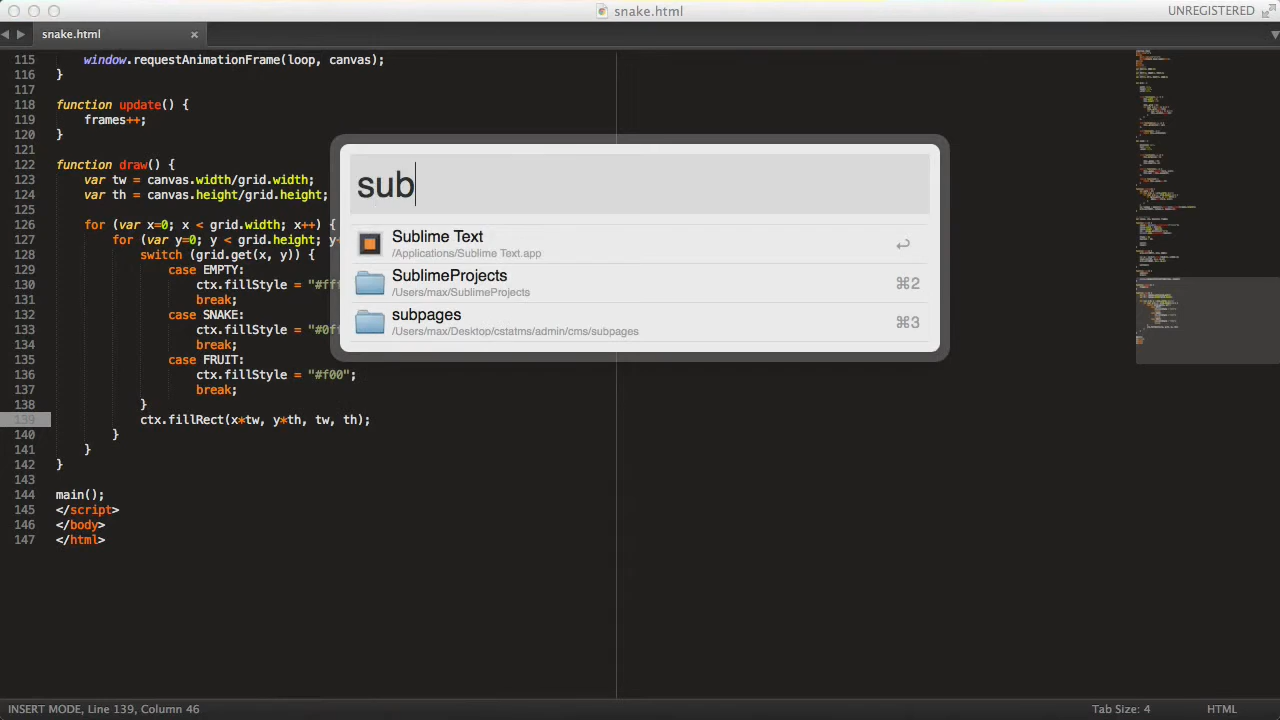 snake.html
UNREGISTERED
snake.html ×
115 window.requestAnimationFrame(loop, canvas);
116 }
117
118 function update() {
119 frames++;
120 }
121
122 function draw() {
123 var tw = canvas.width/grid.width;
124 var th = canvas.height/grid.height;
125
126 for (var x=0; x < grid.width; x++) {
127 for (var y=0; y < grid.height; y
128 switch (grid.get(x, y)) {
129 case EMPTY:
130 ctx.fillStyle = "#ff
131 break;
132 case SNAKE:
133 ctx.fillStyle = "#0f
134 break;
135 case FRUIT:
136 ctx.fillStyle = "#f00";
137 break;
138 }
139 ctx.fillRect(x*tw, y*th, tw, th);
140 }
141 }
142 }
143
144 main();
145 </script>
146 </body>
147 </html>
sub
Sublime Text
/Applications/Sublime Text.app
SublimeProjects ⌘2
/Users/max/SublimeProjects
subpages ⌘3
/Users/max/Desktop/cstatms/admin/cms/subpages
INSERT MODE, Line 139, Column 46
Tab Size: 4
HTML